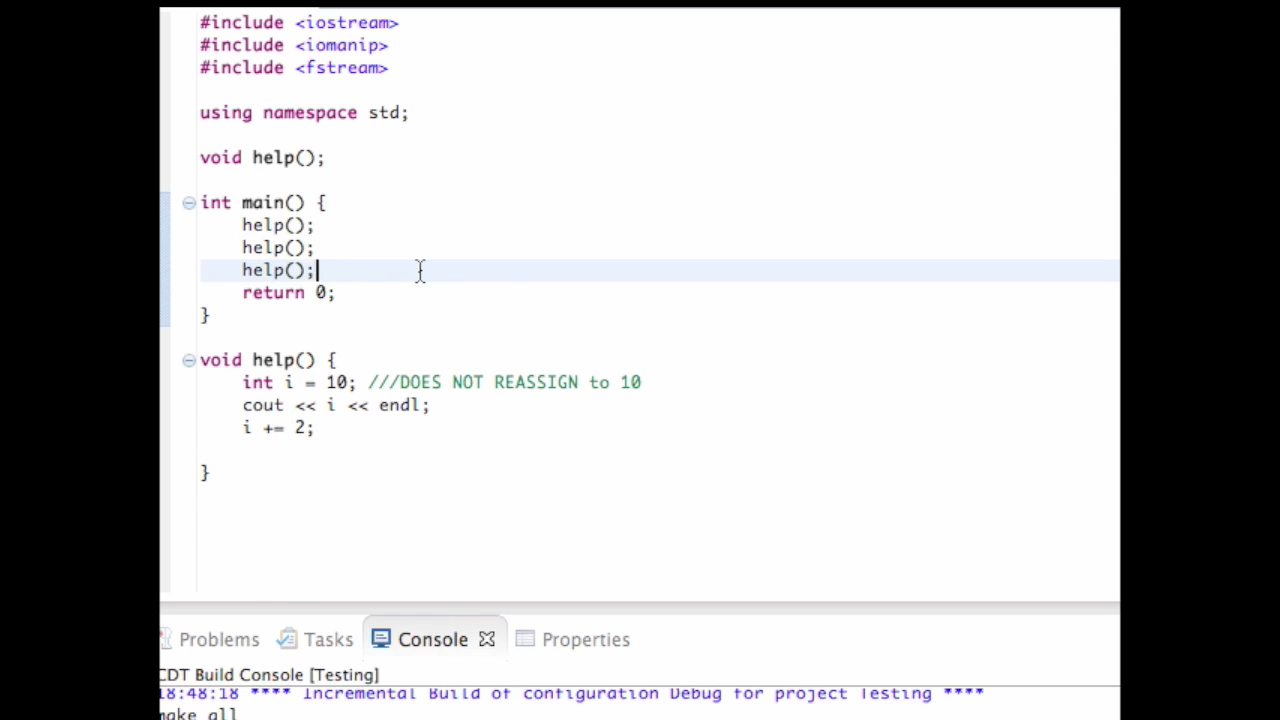 #include <iostream>
#include <iomanip>
#include <fstream>
using namespace std;
void help();
int main() {
help();
help();
help();
return 0;
}
void help() {
int i = 10; ///DOES NOT REASSIGN to 10
cout << i << endl;
i += 2;
}
Problems Tasks Console Properties
CDT Build Console [Testing]
18:48:18 **** Incremental Build of configuration Debug for project Testing ****
make all